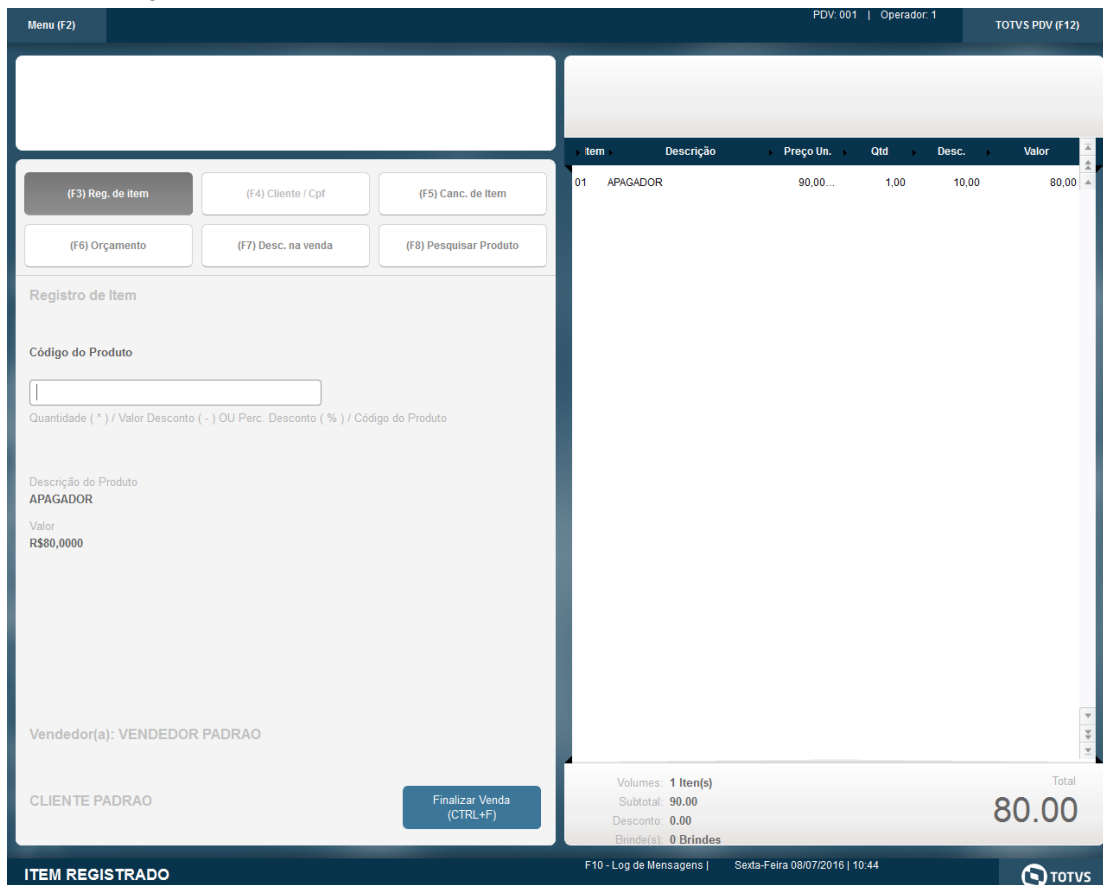 Menu (F2)
PDV: 001 | Operador: 1
TOTVS PDV (F12)
(F3) Reg. de item
(F4) Cliente / Cpf
(F5) Canc. de Item
(F6) Orçamento
(F7) Desc. na venda
(F8) Pesquisar Produto
Registro de Item
Código do Produto
Quantidade ( * ) / Valor Desconto ( - ) OU Perc. Desconto ( % ) / Código do Produto
Descrição do Produto
APAGADOR
Valor
R$80,0000
Vendedor(a): VENDEDOR PADRAO
CLIENTE PADRAO
Finalizar Venda
(CTRL+F)
Item Descrição Preço Un. Qtd Desc. Valor
01 APAGADOR 90,00... 1,00 10,00 80,00
Volumes: 1 Iten(s)
Subtotal: 90.00
Desconto: 0.00
Brinde(s): 0 Brindes
Total
80.00
ITEM REGISTRADO
F10 - Log de Mensagens | Sexta-Feira 08/07/2016 | 10:44
TOTVS